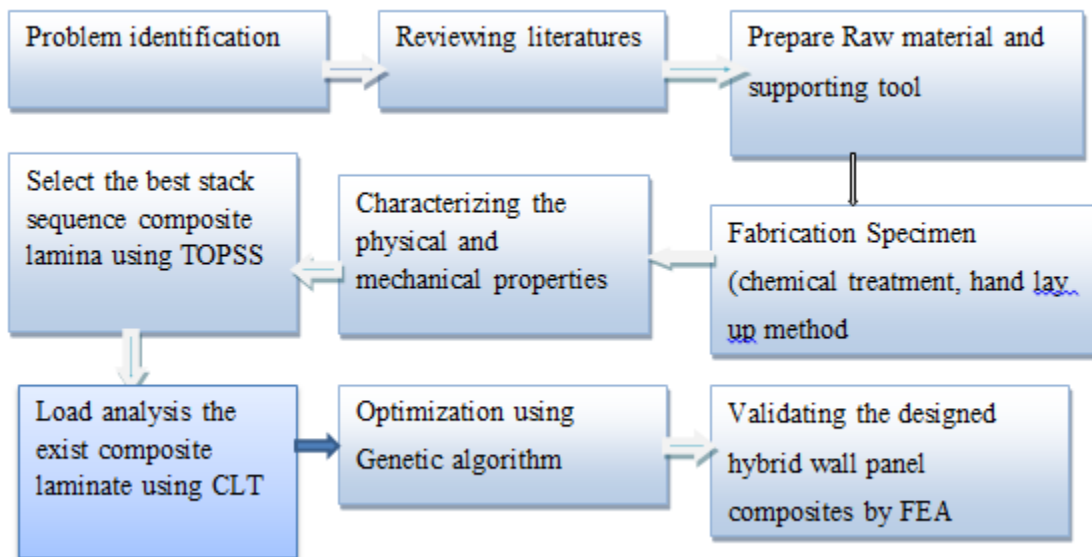 Problem identification
Reviewing literatures
Prepare Raw material and
supporting tool
Fabrication Specimen
(chemical treatment, hand lay
up method
Characterizing the
physical and
mechanical properties
Select the best stack
sequence composite
lamina using TOPSS
Load analysis the
exist composite
laminate using CLT
Optimization using
Genetic algorithm
Validating the designed
hybrid wall panel
composites by FEA